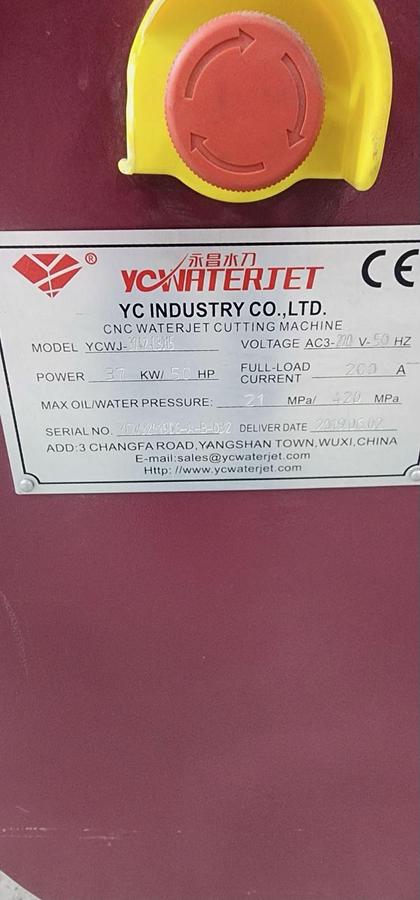 ®
永昌水刀
YCWATERJET
CE
YC INDUSTRY CO.,LTD.
CNC WATERJET CUTTING MACHINE
MODEL YCWJ-
VOLTAGE AC3- V-50 HZ
POWER 37 KW/ 50 HP
FULL-LOAD CURRENT 200 A
MAX OIL/WATER PRESSURE: 21 MPa/ 420 MPa
SERIAL NO.
DELIVER DATE
ADD:3 CHANGFA ROAD,YANGSHAN TOWN,WUXI,CHINA
E-mail:sales@ycwaterjet.com
Http: //www.ycwaterjet.com